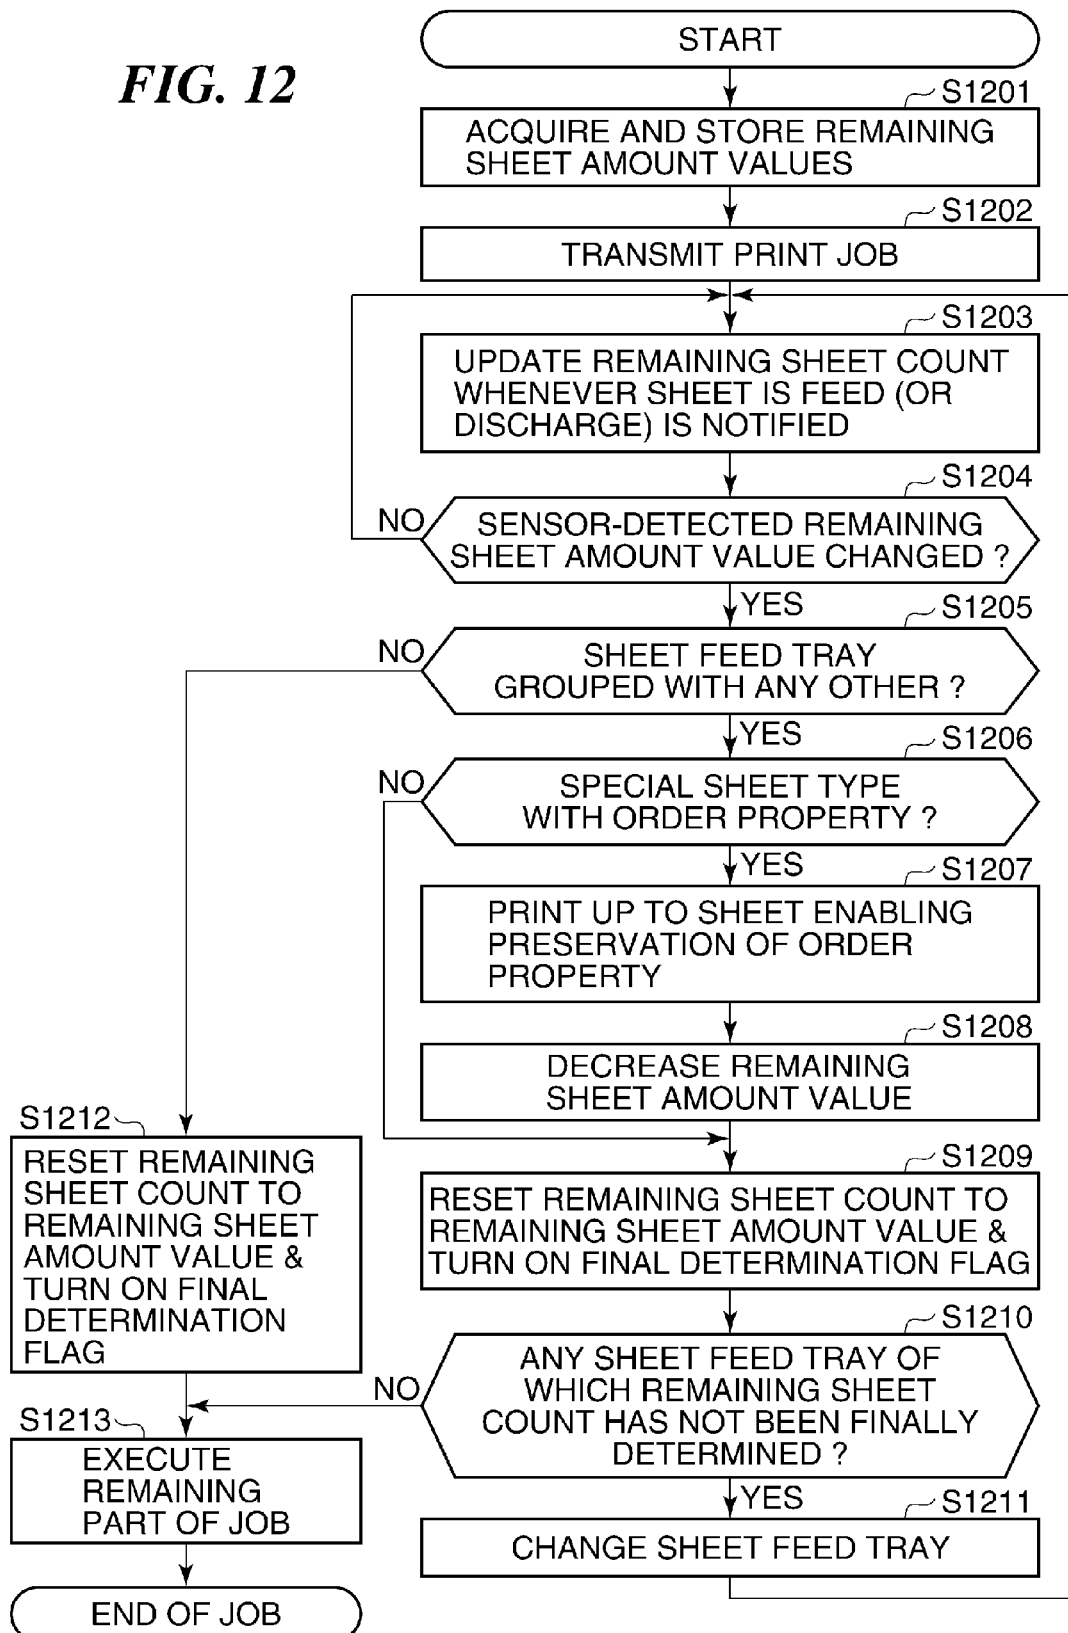 FIG. 12
START
S1201
ACQUIRE AND STORE REMAINING
SHEET AMOUNT VALUES
S1202
TRANSMIT PRINT JOB
S1203
UPDATE REMAINING SHEET COUNT
WHENEVER SHEET IS FEED (OR
DISCHARGE) IS NOTIFIED
S1204
NO
SENSOR-DETECTED REMAINING
SHEET AMOUNT VALUE CHANGED ?
YES
S1205
NO
SHEET FEED TRAY
GROUPED WITH ANY OTHER ?
YES
S1206
NO
SPECIAL SHEET TYPE
WITH ORDER PROPERTY ?
YES
S1207
PRINT UP TO SHEET ENABLING
PRESERVATION OF ORDER
PROPERTY
S1208
DECREASE REMAINING
SHEET AMOUNT VALUE
S1209
RESET REMAINING SHEET COUNT TO
REMAINING SHEET AMOUNT VALUE &
TURN ON FINAL DETERMINATION FLAG
S1210
NO
ANY SHEET FEED TRAY OF
WHICH REMAINING SHEET
COUNT HAS NOT BEEN FINALLY
DETERMINED ?
YES
S1211
CHANGE SHEET FEED TRAY
S1212
RESET REMAINING
SHEET COUNT TO
REMAINING SHEET
AMOUNT VALUE &
TURN ON FINAL
DETERMINATION
FLAG
S1213
EXECUTE
REMAINING
PART OF JOB
END OF JOB